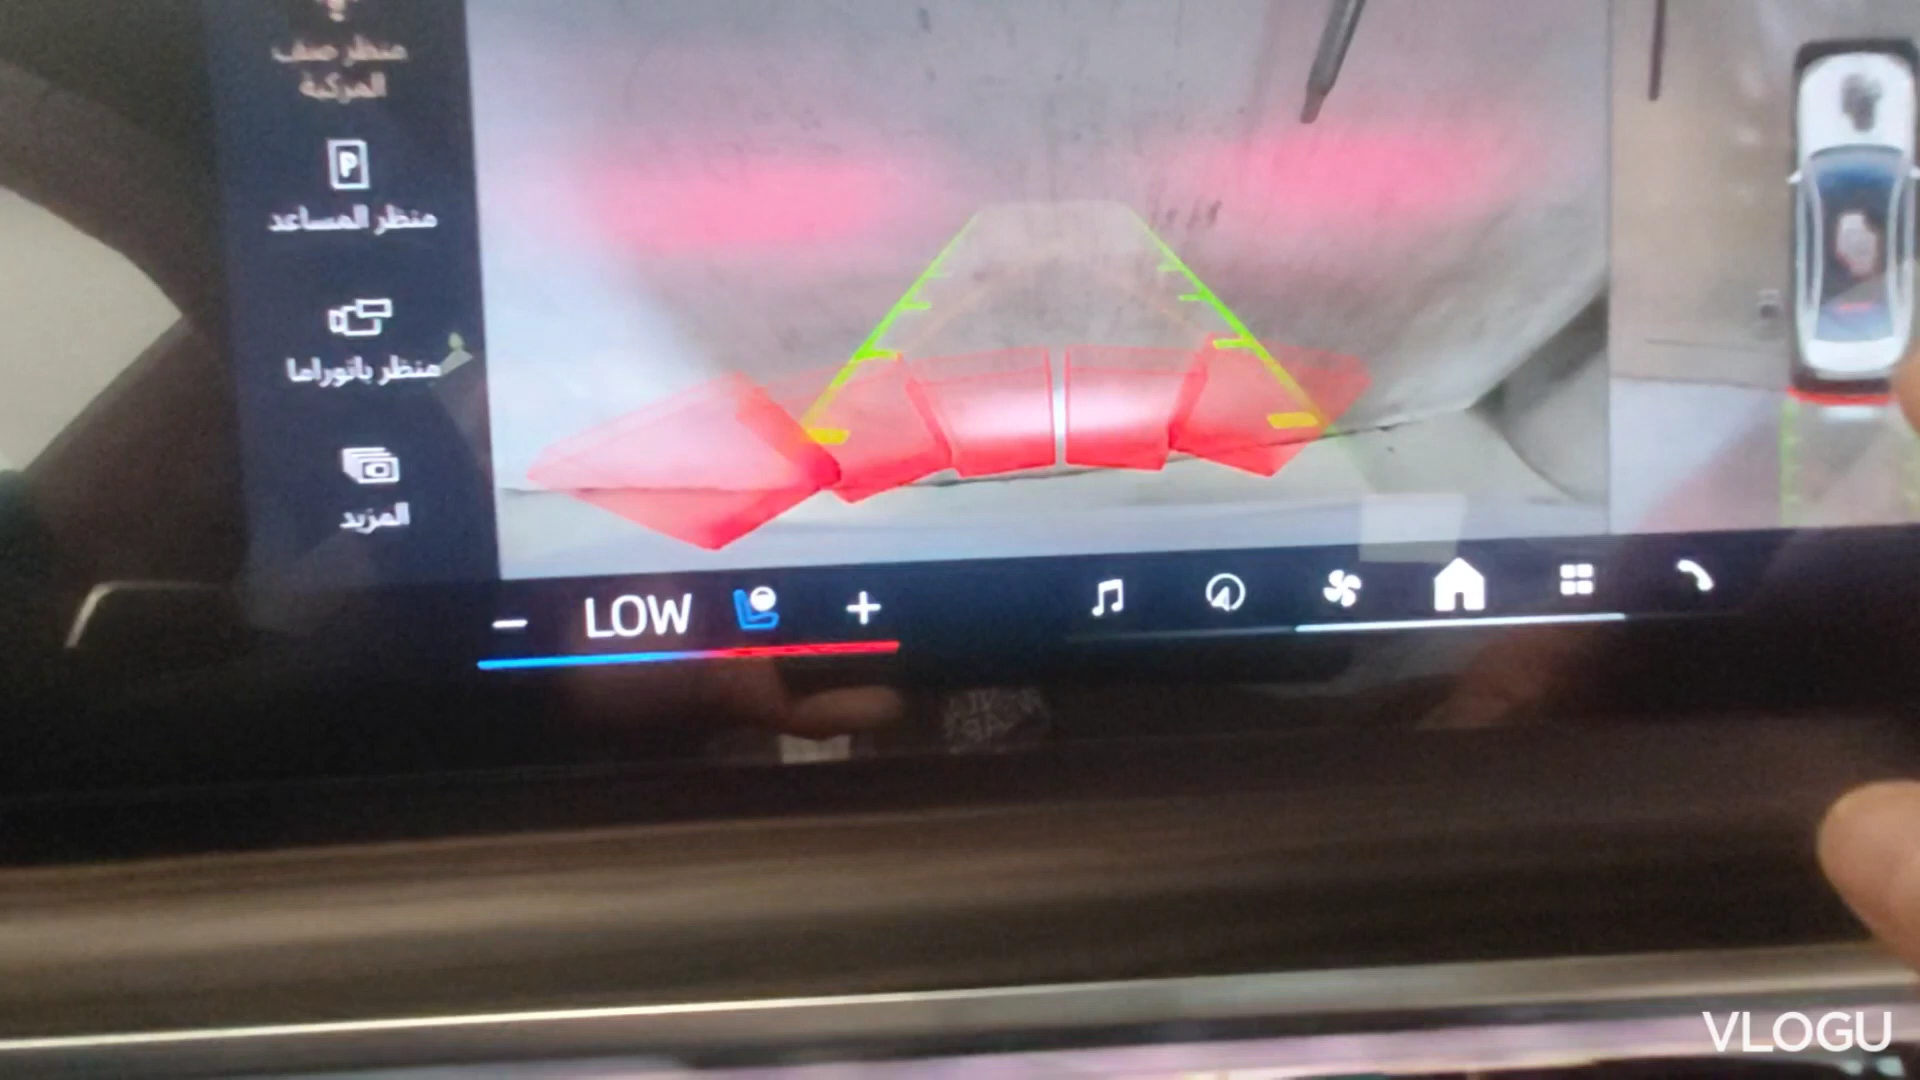 منظر صف
المركبة
منظر المساعد
منظر بانوراما
المزيد
LOW
VLOGU